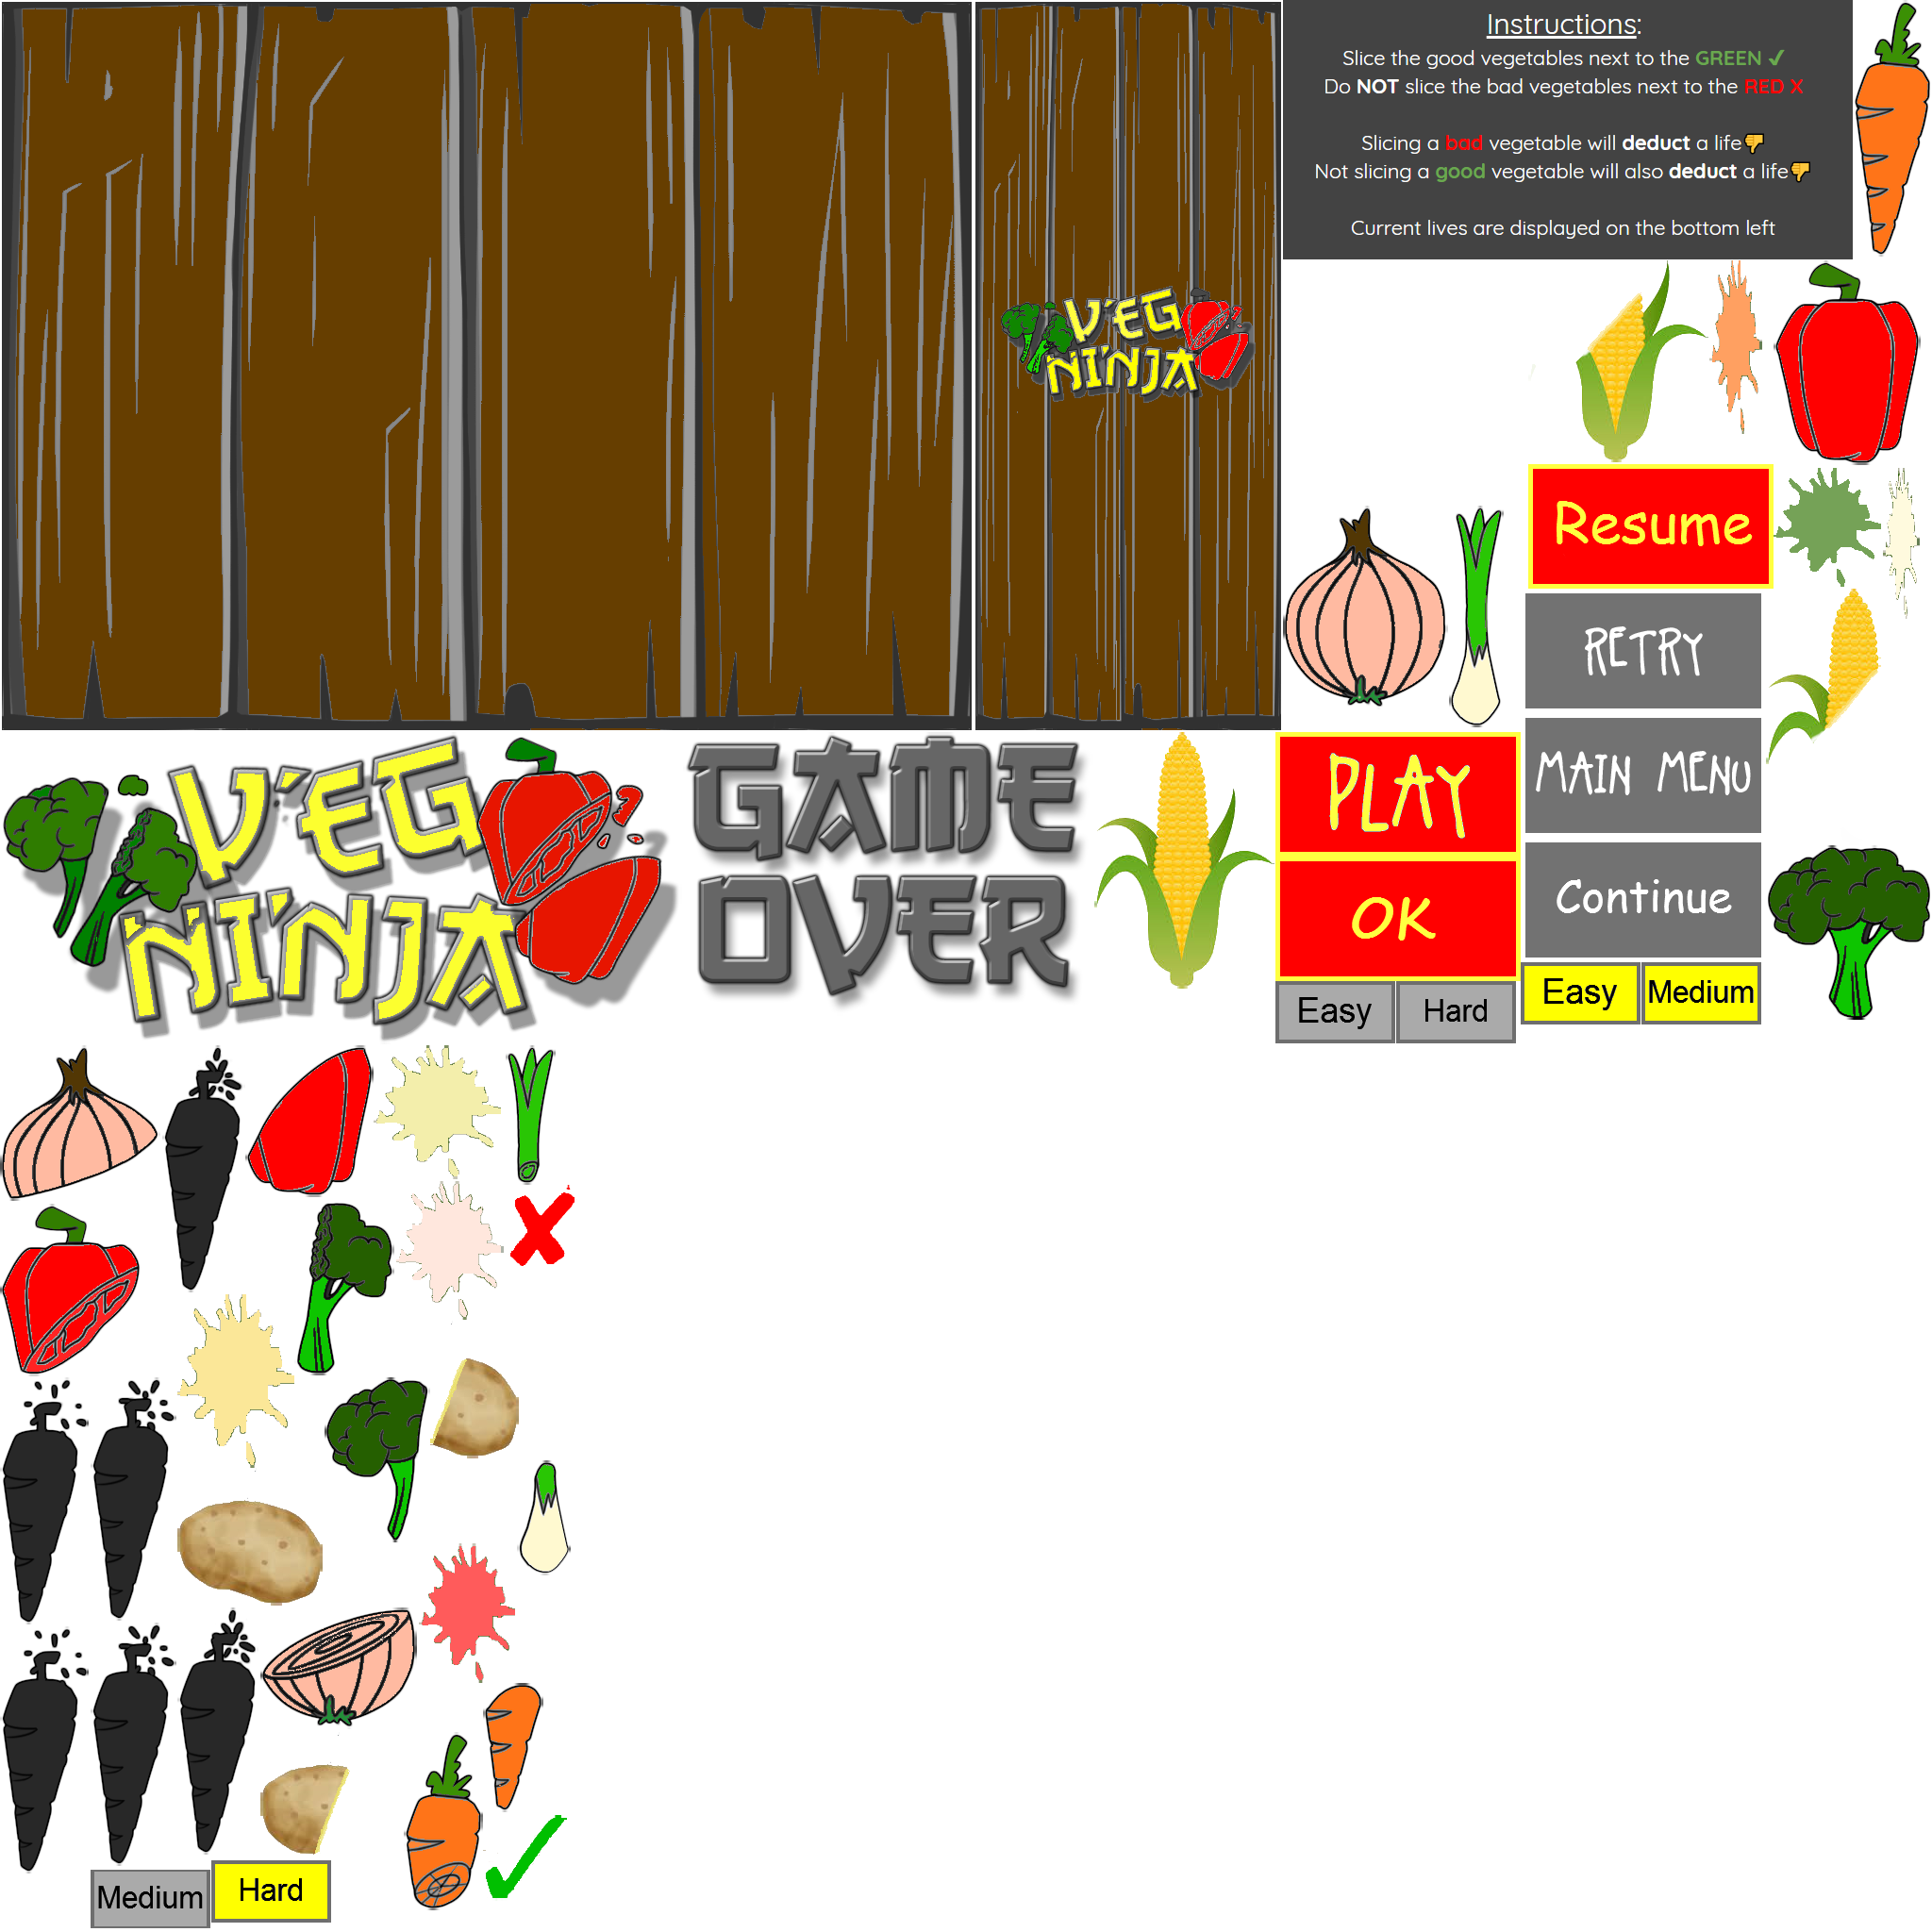 Instructions:
Slice the good vegetables next to the GREEN ✓
Do NOT slice the bad vegetables next to the RED X
Slicing a bad vegetable will deduct a life👎
Not slicing a good vegetable will also deduct a life👎
Current lives are displayed on the bottom left
V'EG
NINJA
Resume
RETRY
V'EG
NINJA
GAME
OVER
PLAY
MAIN MENU
OK
Continue
Easy
Hard
Easy
Medium
Medium
Hard